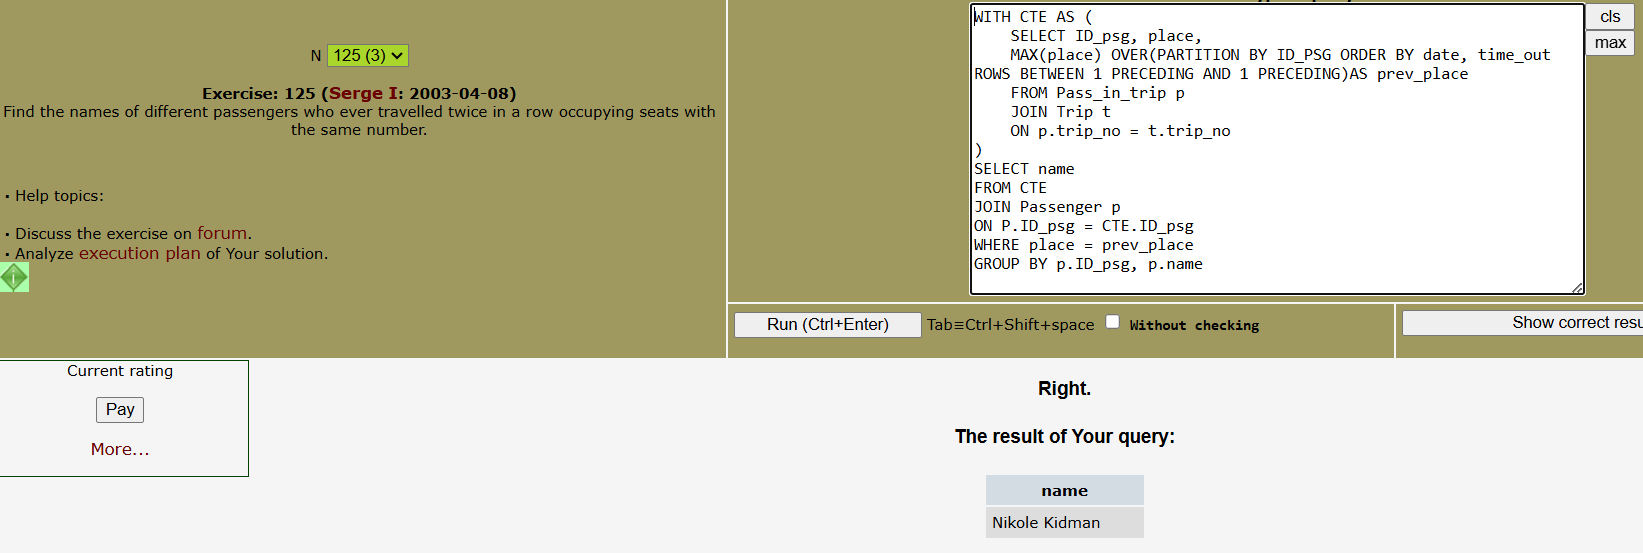 N 125 (3)
Exercise: 125 (Serge I: 2003-04-08)
Find the names of different passengers who ever travelled twice in a row occupying seats with
the same number.
• Help topics:
• Discuss the exercise on forum.
• Analyze execution plan of Your solution.
WITH CTE AS (
    SELECT ID_psg, place,
    MAX(place) OVER(PARTITION BY ID_PSG ORDER BY date, time_out
ROWS BETWEEN 1 PRECEDING AND 1 PRECEDING)AS prev_place
    FROM Pass_in_trip p
    JOIN Trip t
    ON p.trip_no = t.trip_no
)
SELECT name
FROM CTE
JOIN Passenger p
ON P.ID_psg = CTE.ID_psg
WHERE place = prev_place
GROUP BY p.ID_psg, p.name
cls
max
Run (Ctrl+Enter) Tab≡Ctrl+Shift+space Without checking
Show correct resu
Current rating
Pay
More...
Right.
The result of Your query:
name
Nikole Kidman